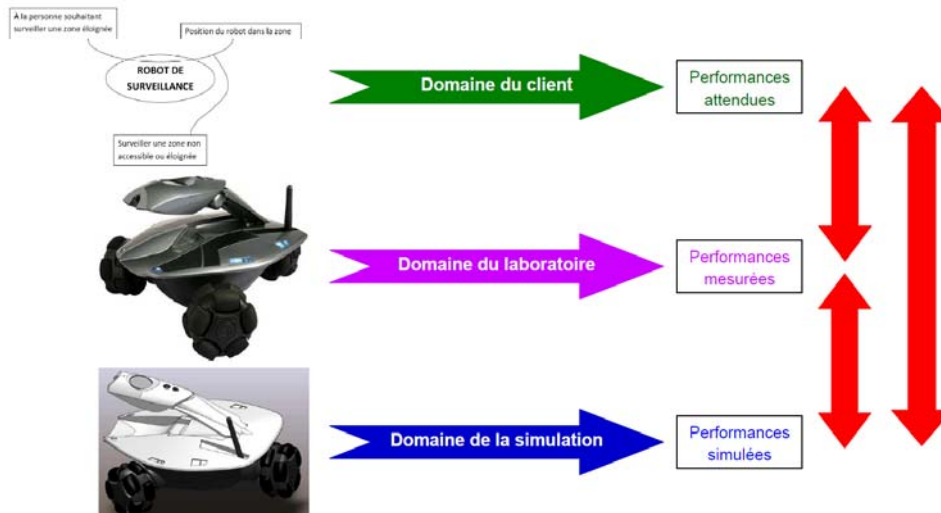 À la personne souhaitant
surveiller une zone éloignée
Position du robot dans la zone
ROBOT DE
SURVEILLANCE
Surveiller une zone non
accessible ou éloignée
Domaine du client
Performances
attendues
Domaine du laboratoire
Performances
mesurées
Domaine de la simulation
Performances
simulées